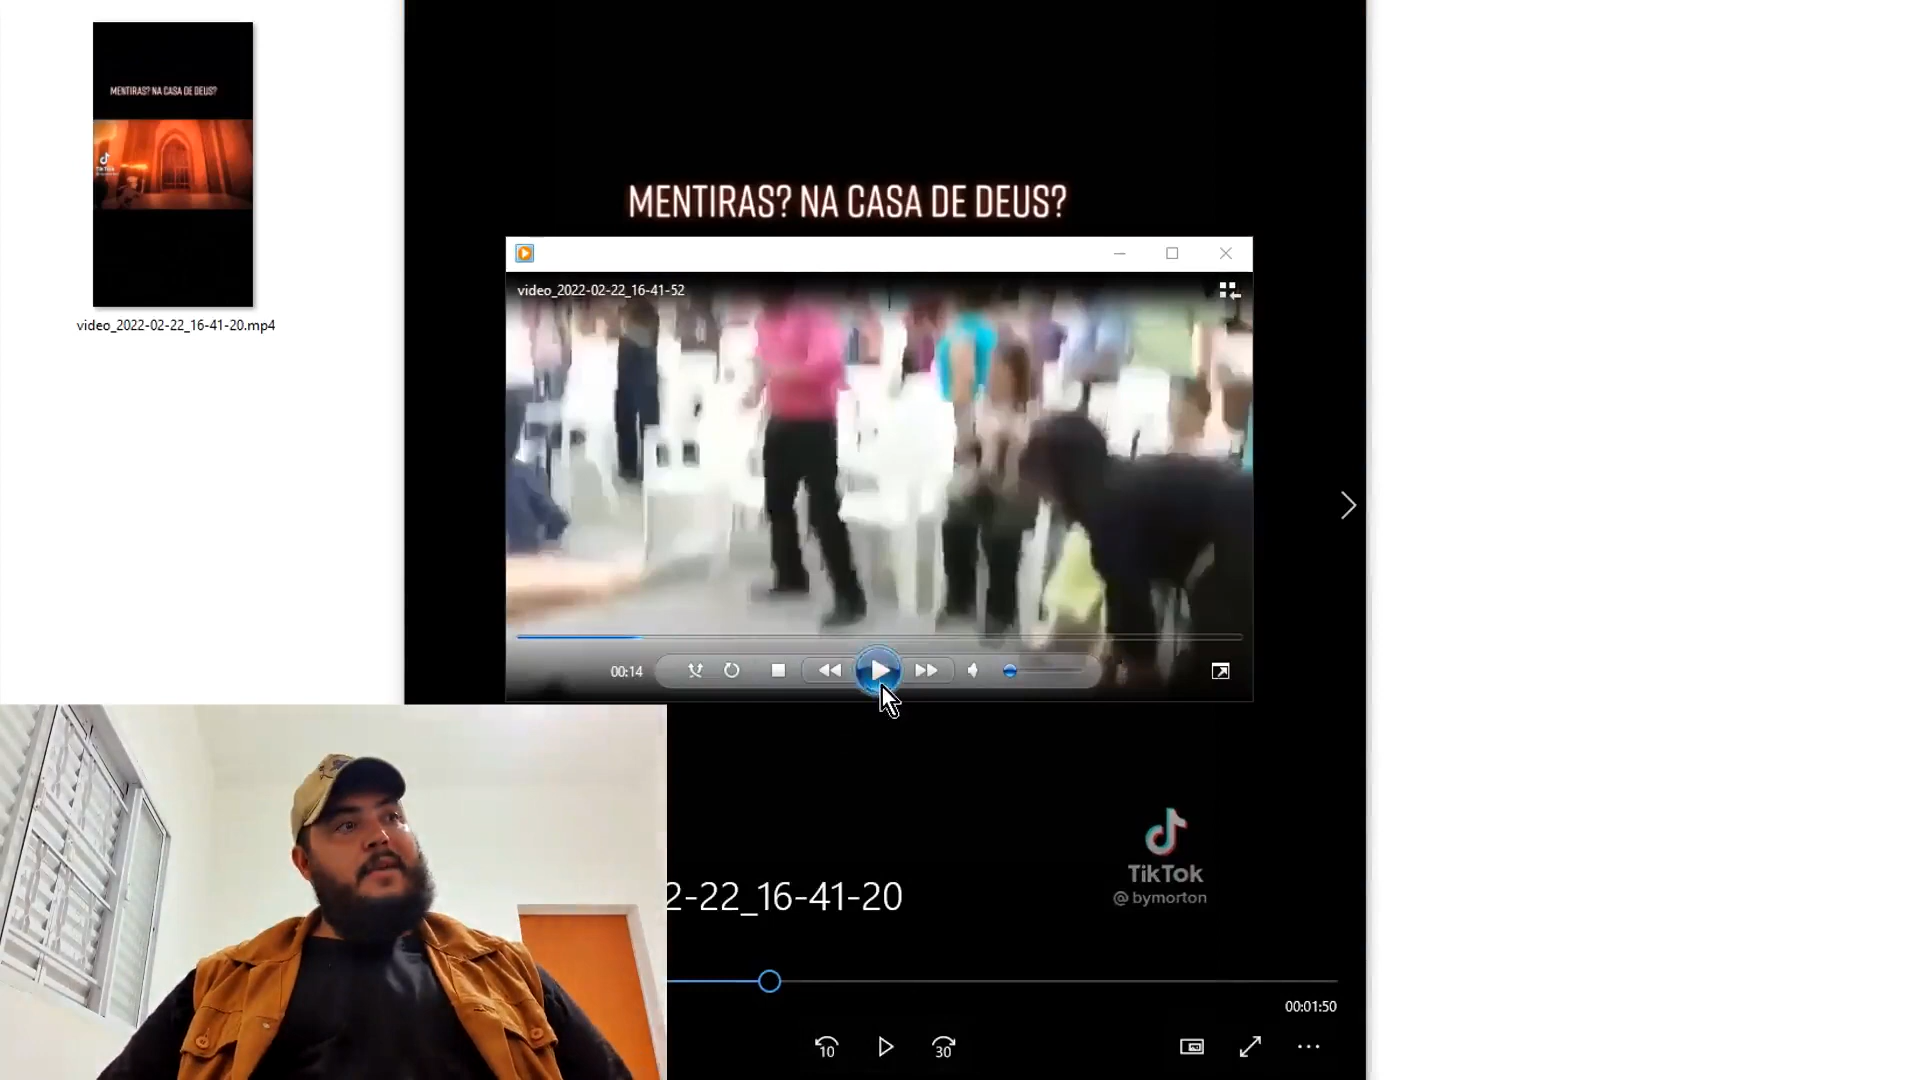 MENTIRAS? NA CASA DE DEUS?
TikTok
video_2022-02-22_16-41-20.mp4
MENTIRAS? NA CASA DE DEUS?
video_2022-02-22_16-41-52
00:14
TikTok
@bymorton
2-22_16-41-20
00:01:50
10
30